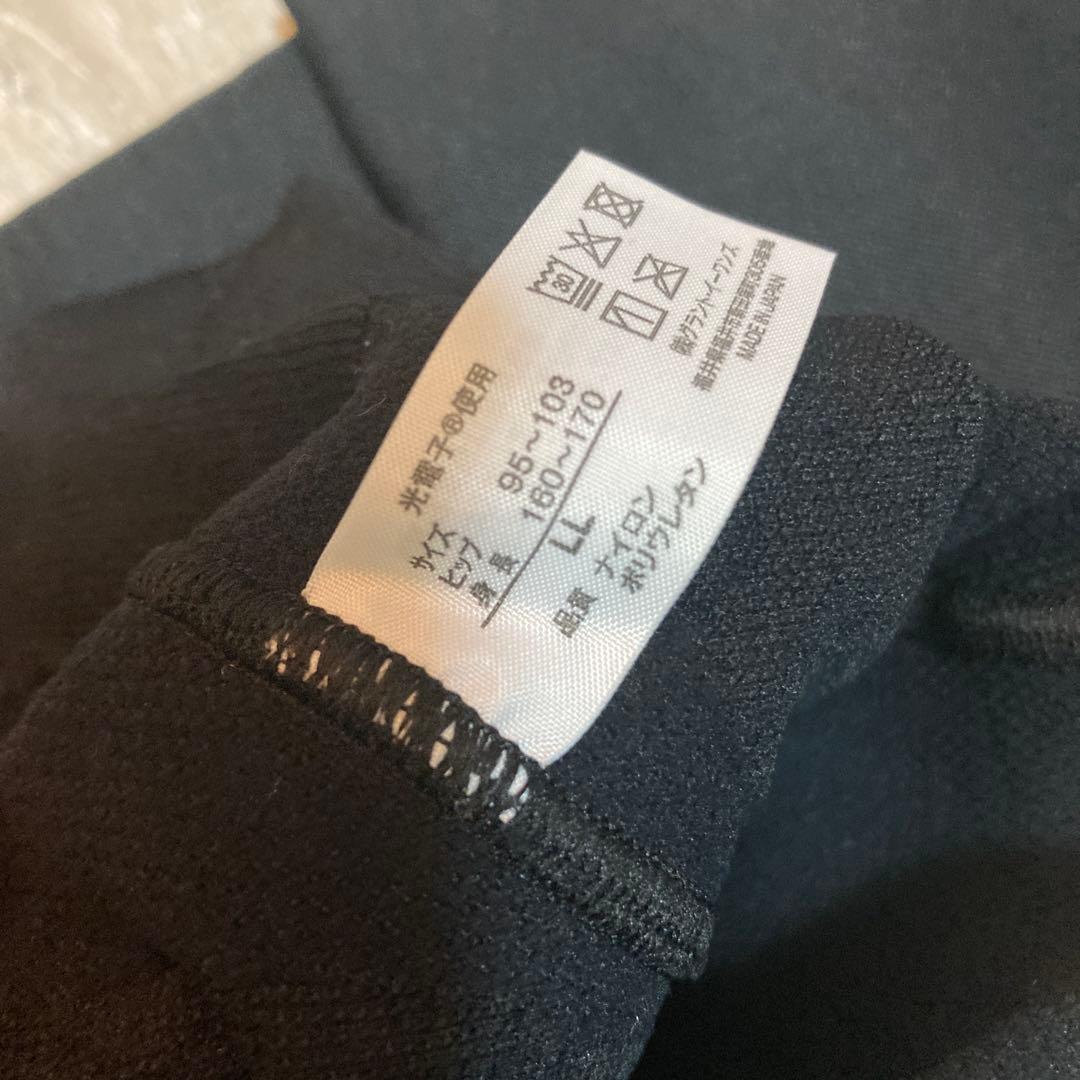 光電子®使用
サイズ
ヒップ 95~103
身長 160~170
LL
品質 ナイロン
ポリウレタン
30
㈱グラントイーワンズ
MADE IN JAPAN